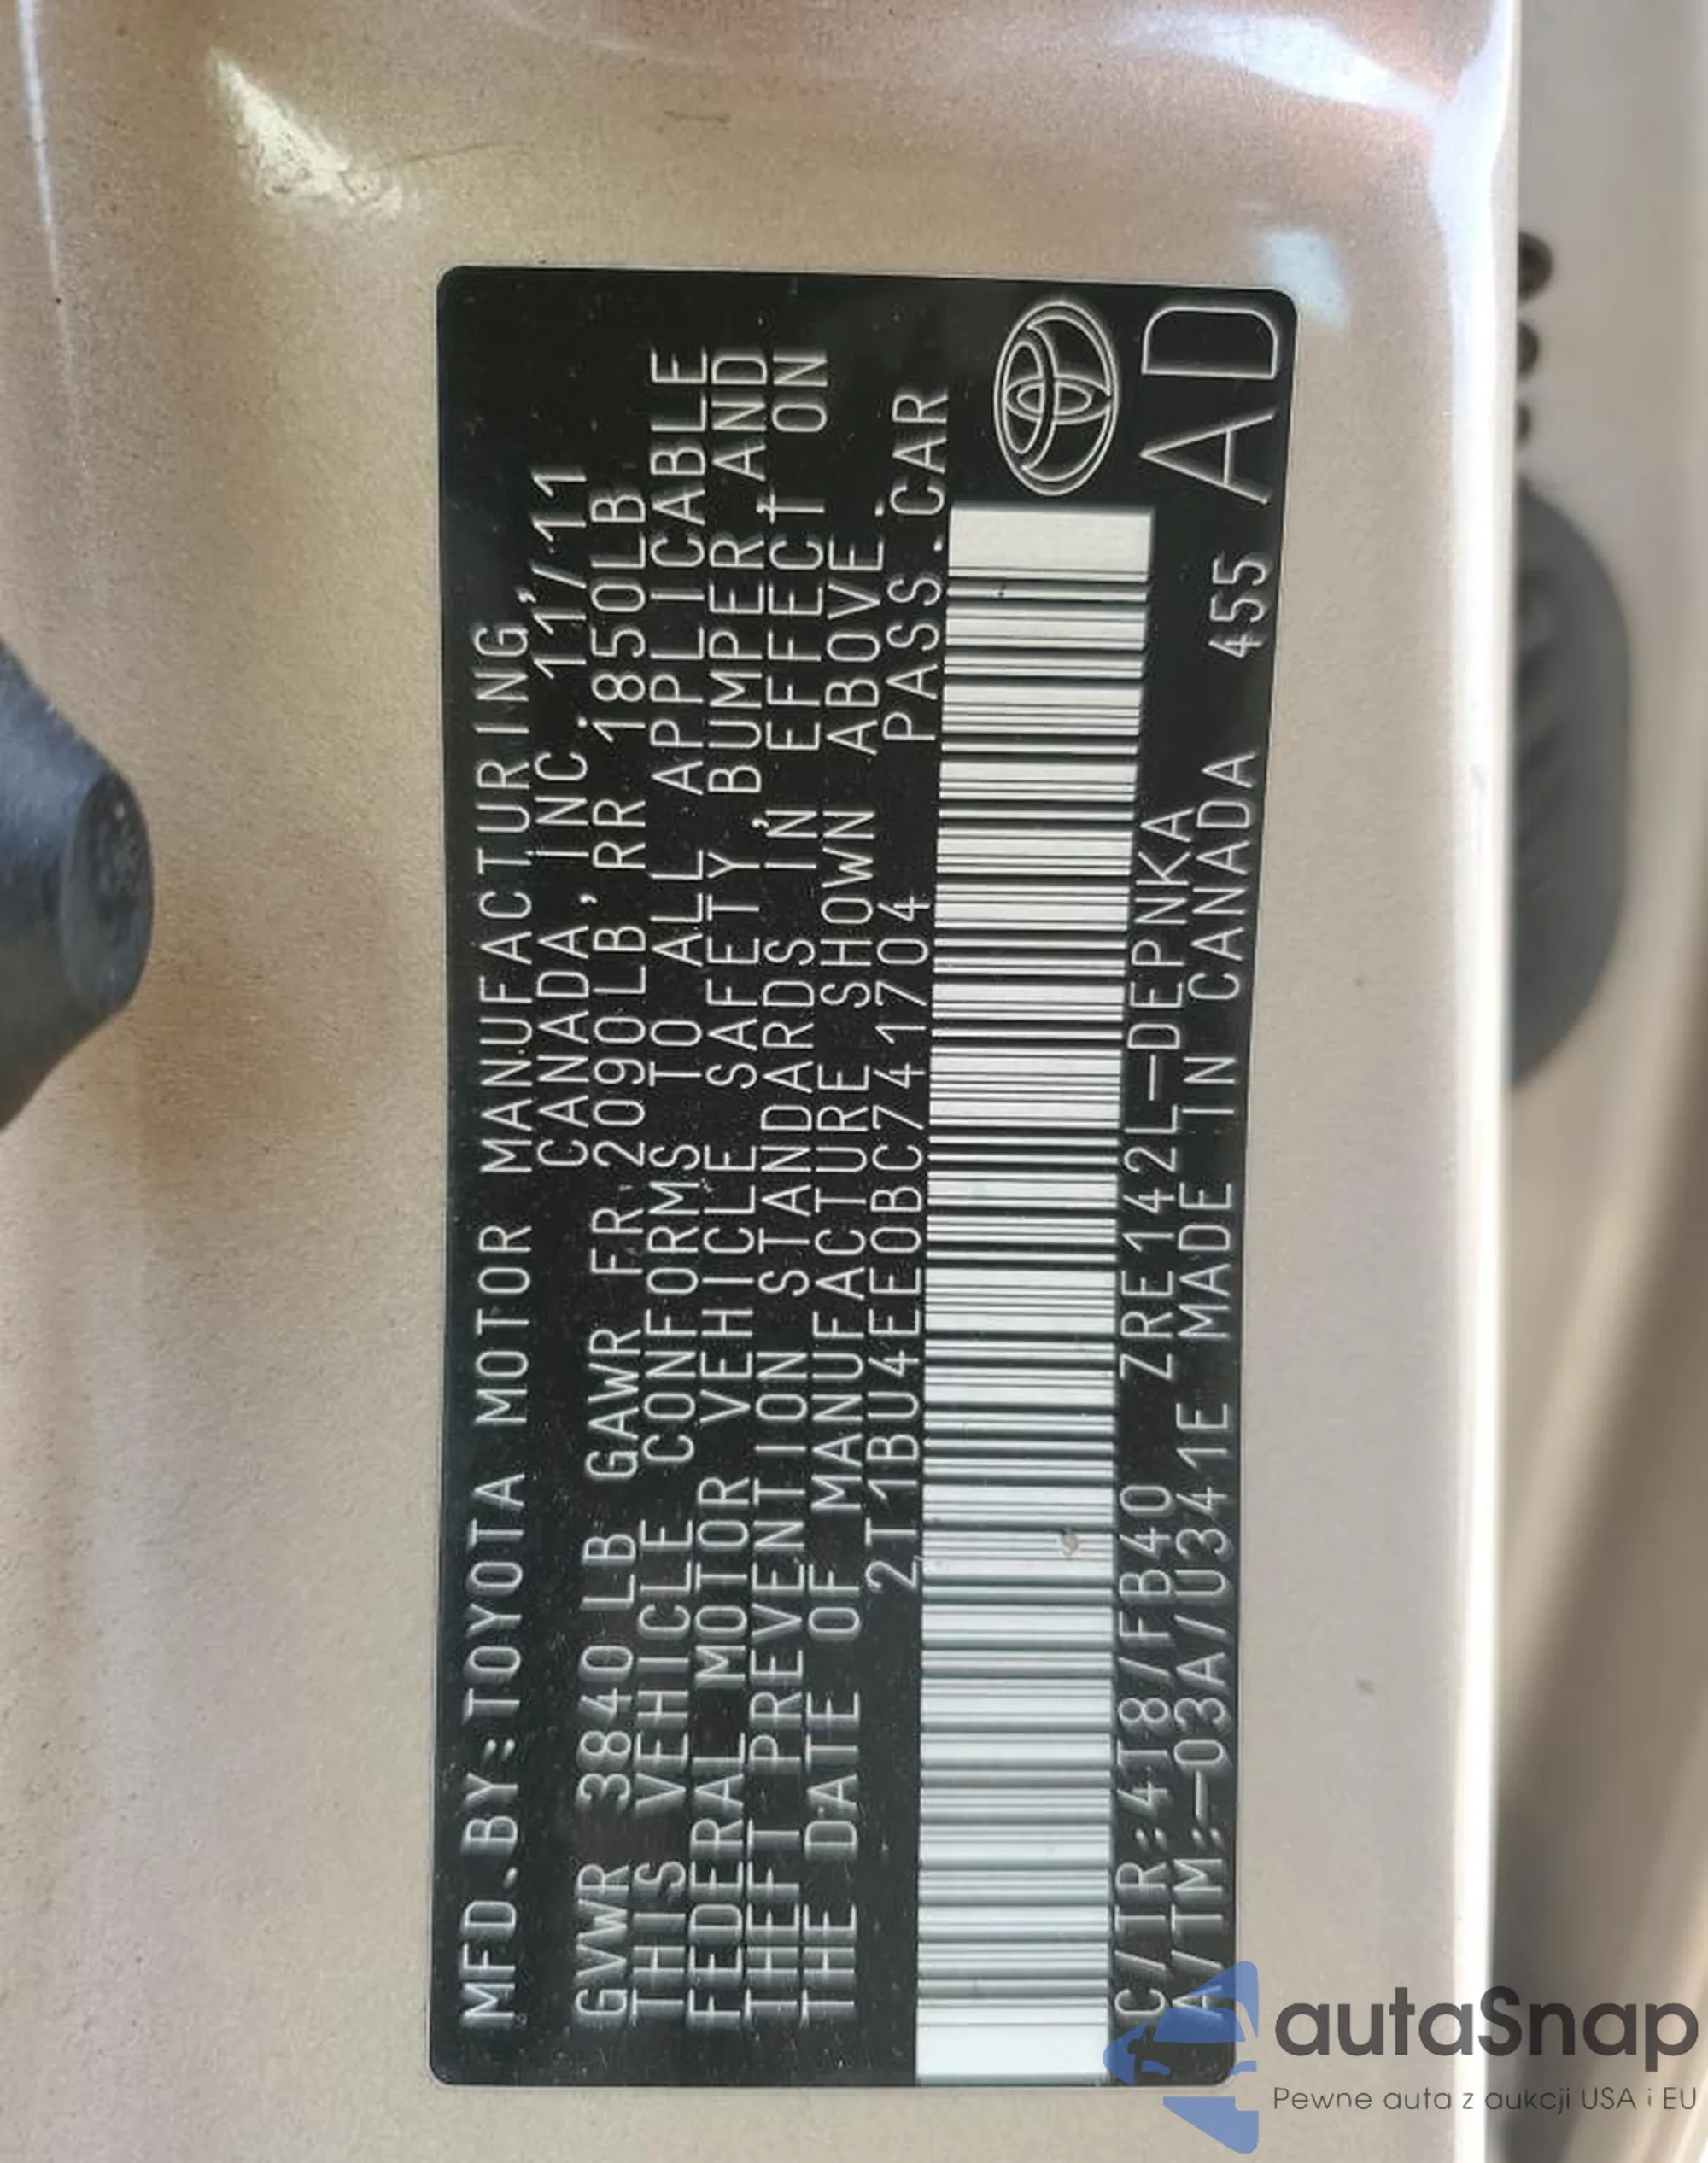 MFD.BY:TOYOTA MOTOR MANUFACTURING
CANADA,INC. 11/11
GVWR 3840 LB GAWR FR 2090LB,RR 1850LB
THIS VEHICLE CONFORMS TO ALL APPLICABLE
FEDERAL MOTOR VEHICLE SAFETY,BUMPER,AND
THEFT PREVENTION STANDARDS IN EFFECT ON
THE DATE OF MANUFACTURE SHOWN ABOVE.
2T1BU4EE0BC741704 PASS.CAR
C/TR:4T8/FB40 ZRE142L-DEPNKA
A/TM:-03A/U341E MADE IN CANADA 455 AD
autaSnap
Pewne auta z aukcji USA i EU